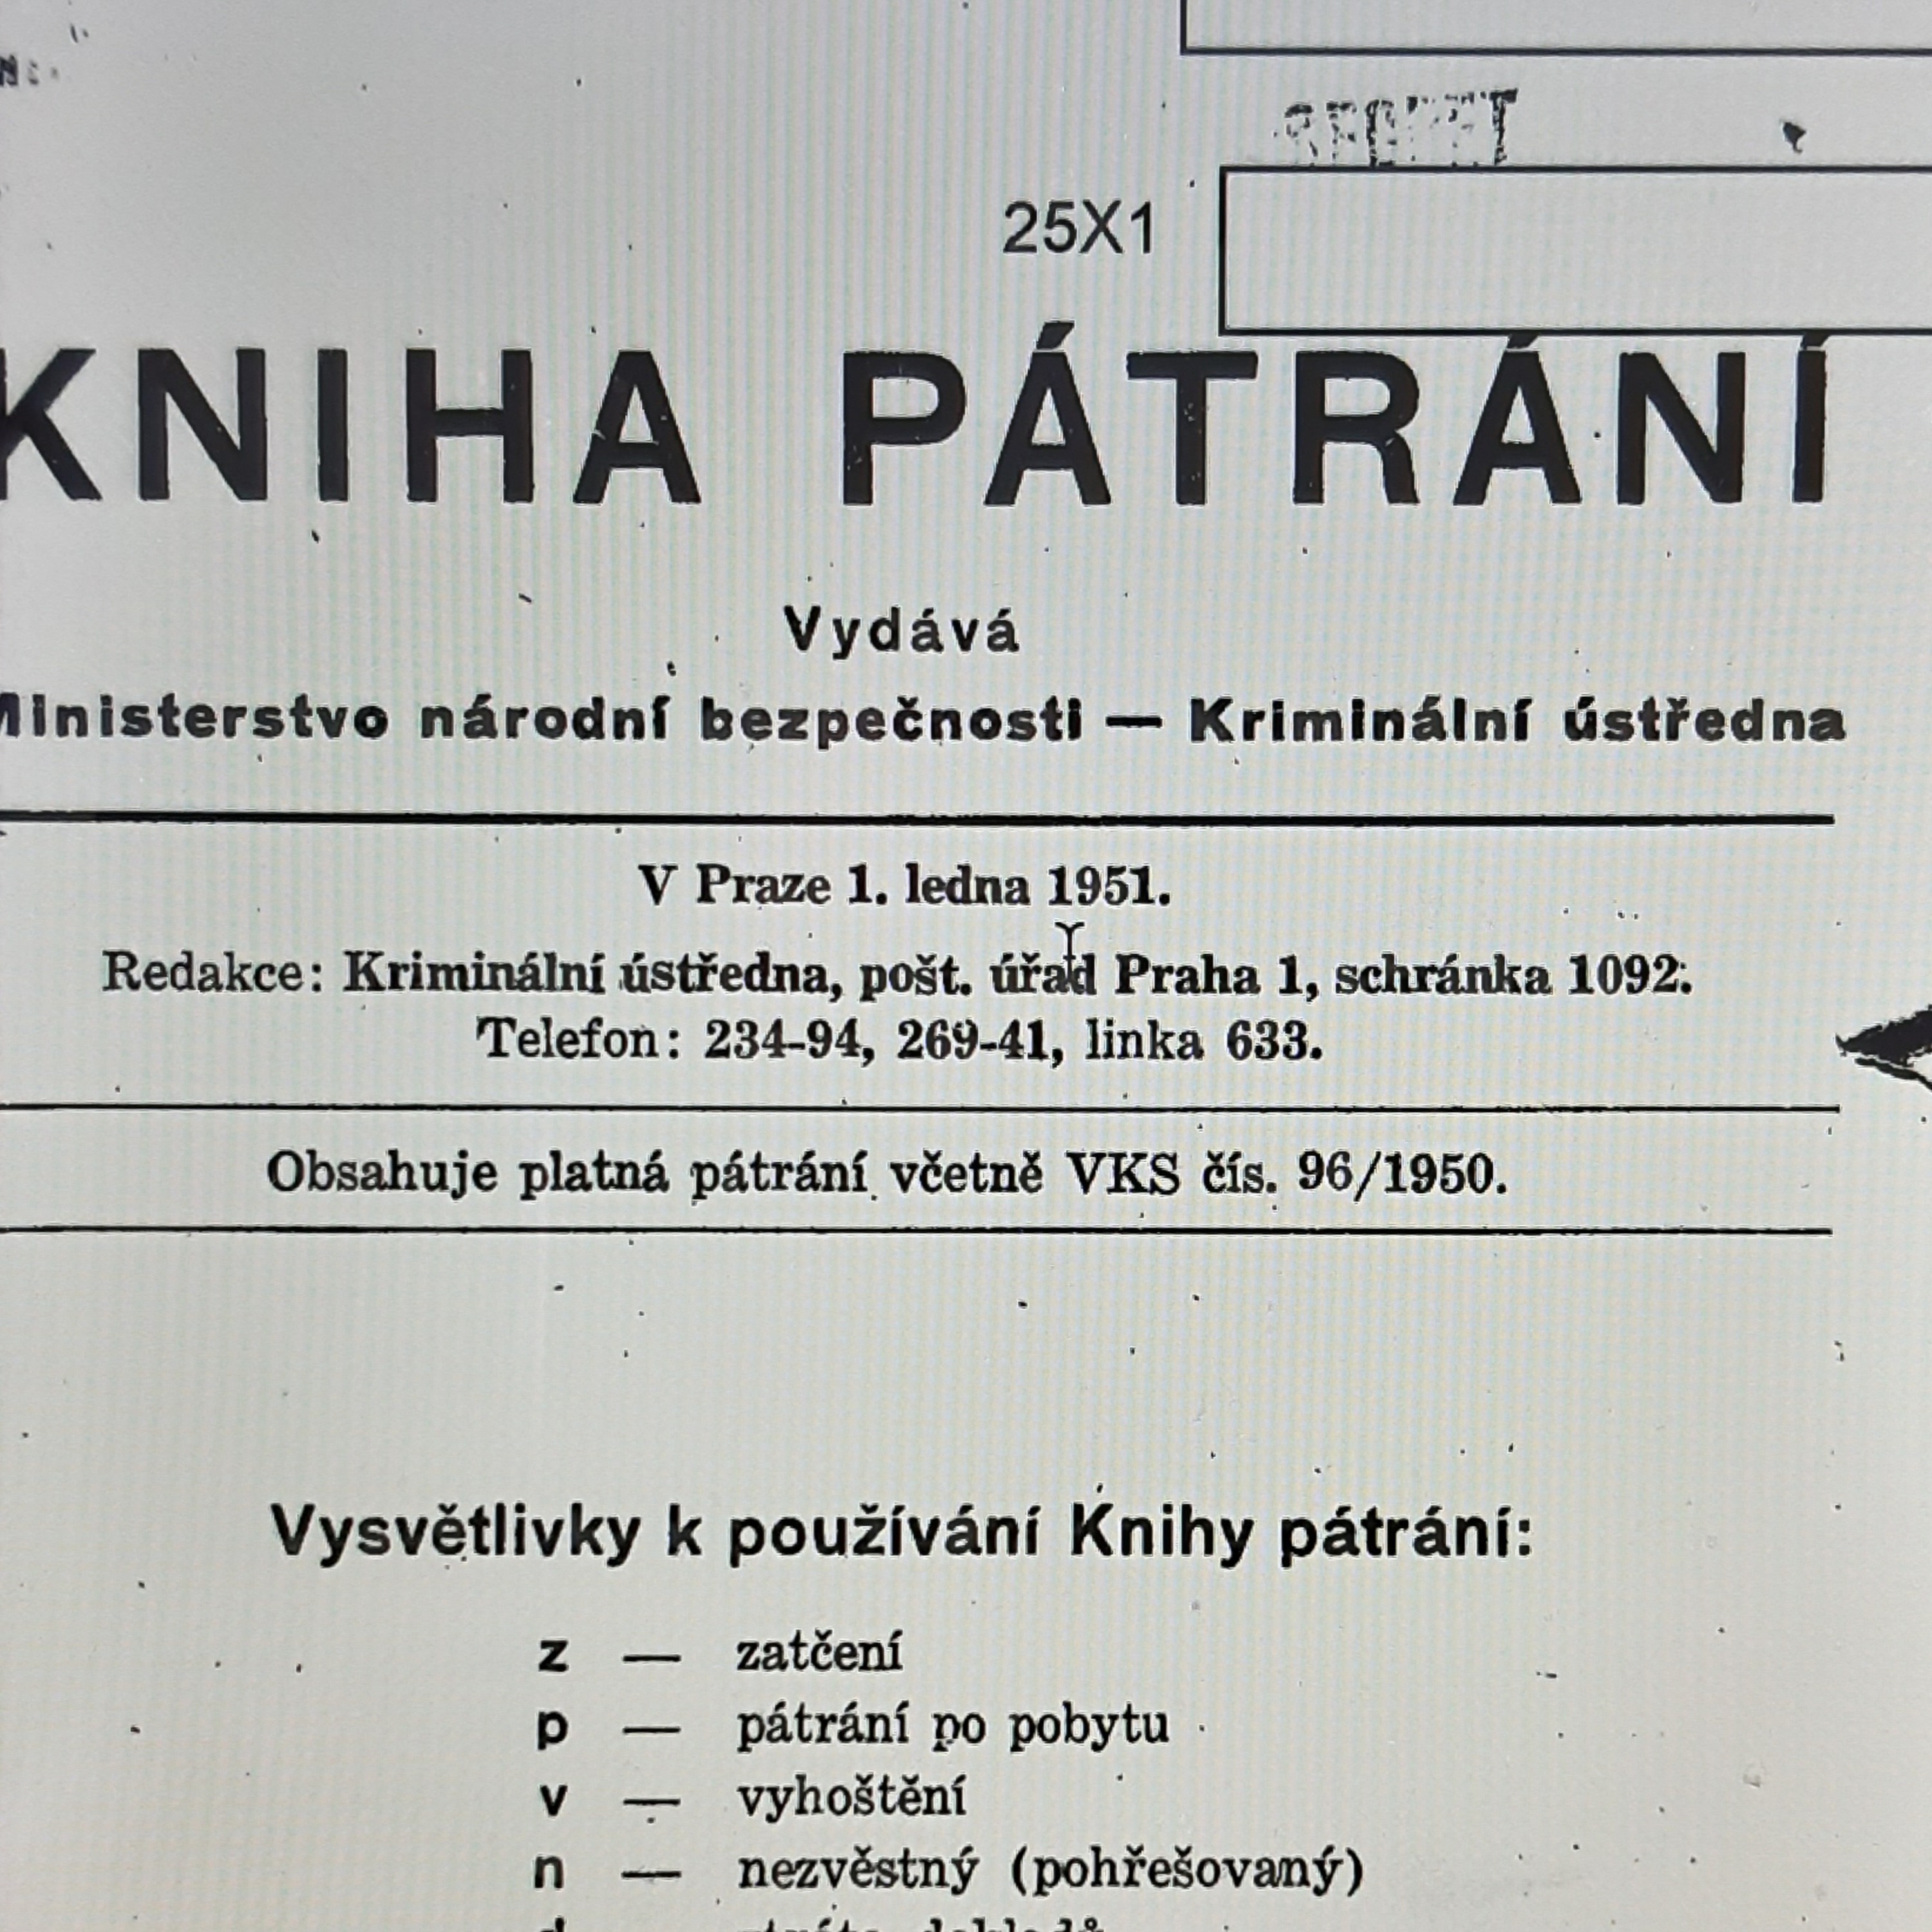 SECRET
25X1
KNIHA PÁTRÁNÍ
Vydává
Ministerstvo národní bezpečnosti — Kriminální ústředna
V Praze 1. ledna 1951.
Redakce: Kriminální ústředna, pošt. úřad Praha 1, schránka 1092.
Telefon: 234-94, 269-41, linka 633.
Obsahuje platná pátrání včetně VKS čís. 96/1950.
Vysvětlivky k používání Knihy pátrání:
z — zatčení
p — pátrání po pobytu
v — vyhoštění
n — nezvěstný (pohřešovaný)